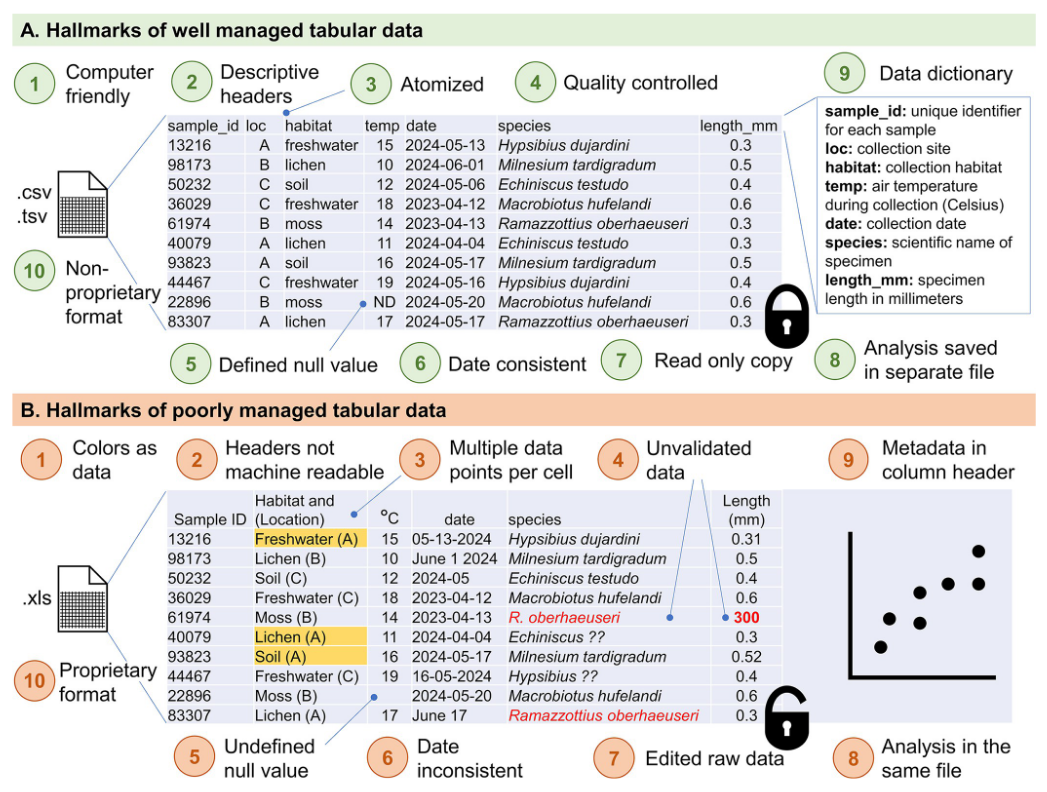 A. Hallmarks of well managed tabular data
1 Computer friendly
2 Descriptive headers
3 Atomized
4 Quality controlled
9 Data dictionary
sample_id loc habitat temp date species length_mm
13216 A freshwater 15 2024-05-13 Hypsibius dujardini 0.3
98173 B lichen 10 2024-06-01 Milnesium tardigradum 0.5
50232 C soil 12 2024-05-06 Echiniscus testudo 0.4
36029 C freshwater 18 2023-04-12 Macrobiotus hufelandi 0.6
61974 B moss 14 2023-04-13 Ramazzottius oberhaeuseri 0.3
40079 A lichen 11 2024-04-04 Echiniscus testudo 0.3
93823 A soil 16 2024-05-17 Milnesium tardigradum 0.5
44467 C freshwater 19 2024-05-16 Hypsibius dujardini 0.4
22896 B moss ND 2024-05-20 Macrobiotus hufelandi 0.6
83307 A lichen 17 2024-05-17 Ramazzottius oberhaeuseri 0.3
sample_id: unique identifier
for each sample
loc: collection site
habitat: collection habitat
temp: air temperature
during collection (Celsius)
date: collection date
species: scientific name of
specimen
length_mm: specimen
length in millimeters
.csv
.tsv
10 Non-
proprietary
format
5 Defined null value
6 Date consistent
7 Read only copy
8 Analysis saved
in separate file
B. Hallmarks of poorly managed tabular data
1 Colors as
data
2 Headers not
machine readable
3 Multiple data
points per cell
4 Unvalidated
data
9 Metadata in
column header
Sample ID Habitat and (Location) ºC date species Length (mm)
13216 Freshwater (A) 15 05-13-2024 Hypsibius dujardini 0.31
98173 Lichen (B) 10 June 1 2024 Milnesium tardigradum 0.5
50232 Soil (C) 12 2024-05 Echiniscus testudo 0.4
36029 Freshwater (C) 18 2023-04-12 Macrobiotus hufelandi 0.6
61974 Moss (B) 14 2023-04-13 R. oberhaeuseri 300
40079 Lichen (A) 11 2024-04-04 Echiniscus ?? 0.3
93823 Soil (A) 16 2024-05-17 Milnesium tardigradum 0.52
44467 Freshwater (C) 19 16-05-2024 Hypsibius ?? 0.4
22896 Moss (B) 2024-05-20 Macrobiotus hufelandi 0.6
83307 Lichen (A) 17 June 17 Ramazzottius oberhaeuseri 0.3
.xls
10 Proprietary
format
5 Undefined
null value
6 Date
inconsistent
7 Edited raw data
8 Analysis in the
same file